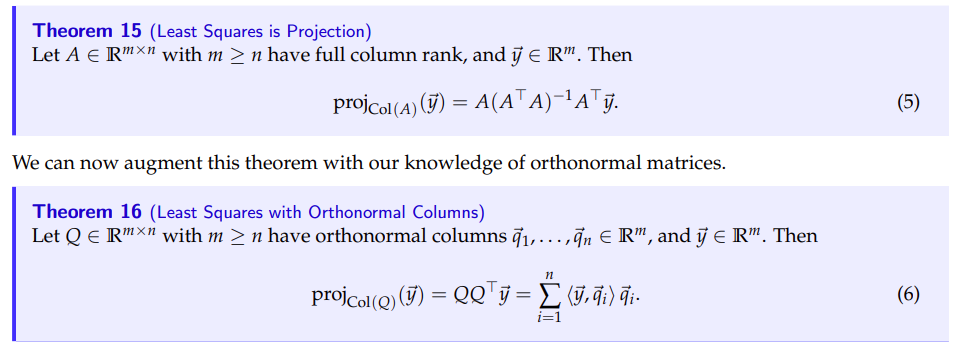 Theorem 15 (Least Squares is Projection)
Let A ∈ ℝ^{m×n} with m ≥ n have full column rank, and y⃗ ∈ ℝ^m. Then
proj_{Col(A)}(y⃗) = A(A^⊤A)^{−1}A^⊤y⃗. (5)
We can now augment this theorem with our knowledge of orthonormal matrices.
Theorem 16 (Least Squares with Orthonormal Columns)
Let Q ∈ ℝ^{m×n} with m ≥ n have orthonormal columns q⃗_1, . . . , q⃗_n ∈ ℝ^m, and y⃗ ∈ ℝ^m. Then
proj_{Col(Q)}(y⃗) = QQ^⊤y⃗ = ∑_{i=1}^{n} ⟨y⃗, q⃗_i⟩ q⃗_i. (6)